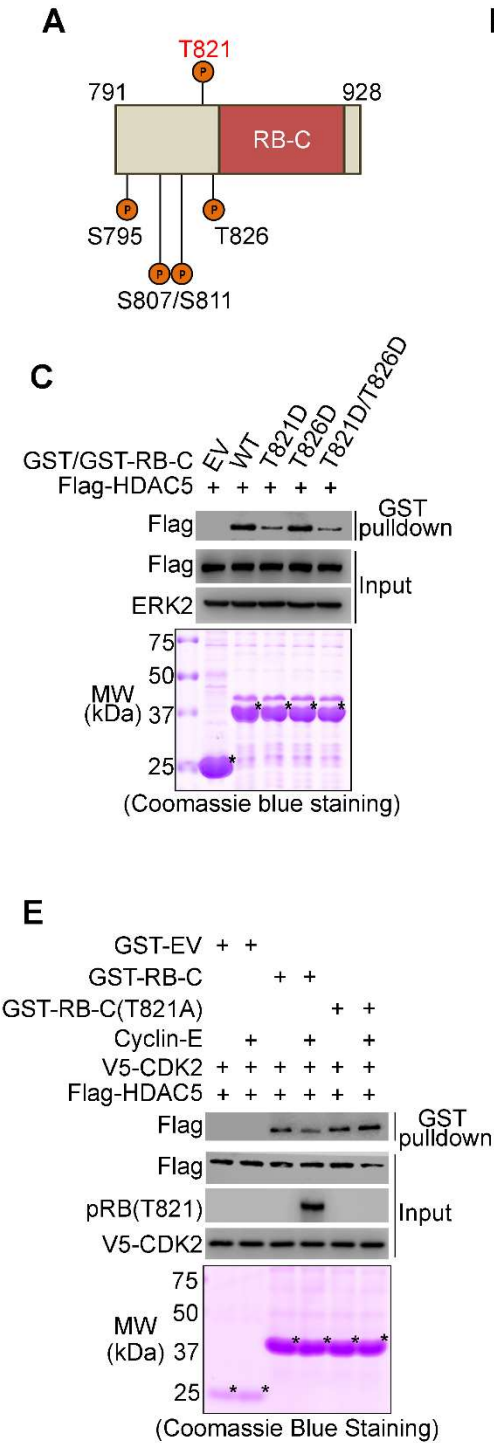 A
T821
P
791 928
RB-C
P P
S795 T826
P P
S807/S811
C
GST/GST-RB-C EV WT T821D T826D T821D/T826D
Flag-HDAC5 + + + + +
Flag GST pulldown
Flag
Input
ERK2
75
50
MW (kDa) 37
25
* * * * *
(Coomassie blue staining)
E
GST-EV + +
GST-RB-C + +
GST-RB-C(T821A) + +
Cyclin-E + + +
V5-CDK2 + + + + + +
Flag-HDAC5 + + + + + +
Flag GST pulldown
Flag
pRB(T821) Input
V5-CDK2
75
50
MW (kDa) 37
25
* * * * * *
(Coomassie Blue Staining)